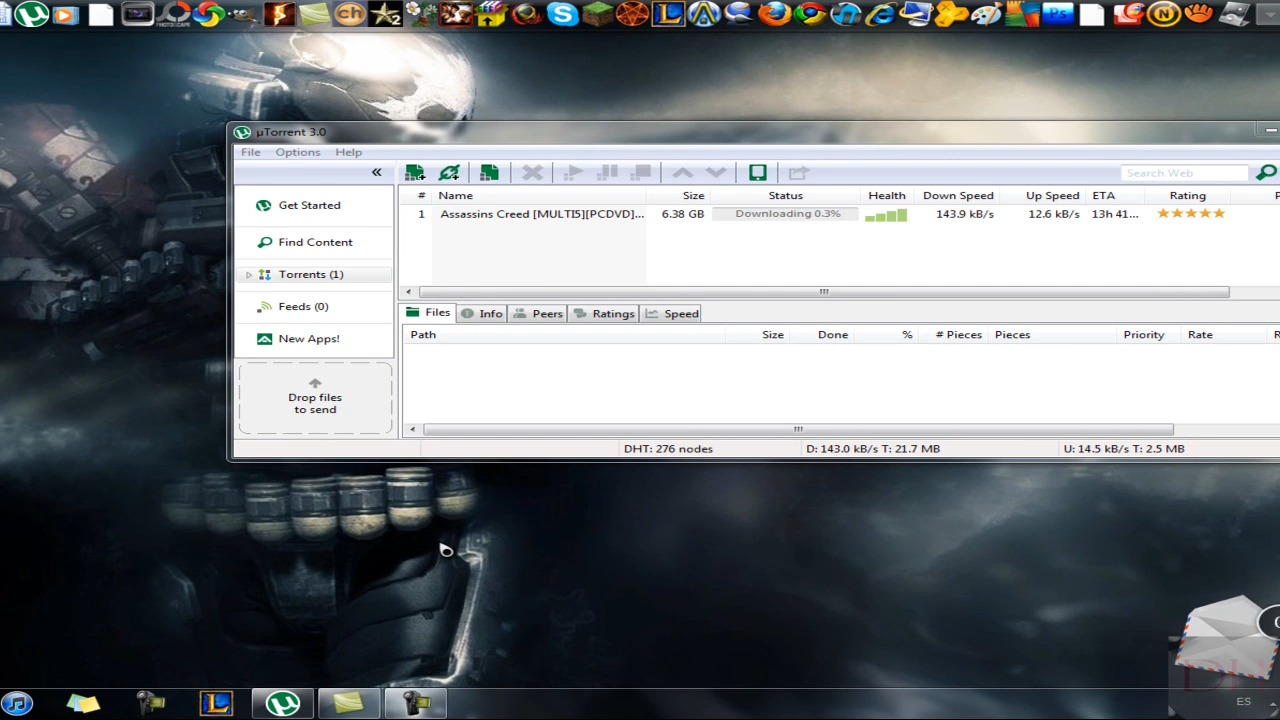 PHOTOSCAPE
ch
2
S
L
Ps
N
µTorrent 3.0
File Options Help
«
Search Web
Get Started
Find Content
Torrents (1)
Feeds (0)
New Apps!
Drop files
to send
# Name Size Status Health Down Speed Up Speed ETA Rating
1 Assassins Creed [MULTI5][PCDVD]... 6.38 GB Downloading 0.3% 143.9 kB/s 12.6 kB/s 13h 41...
Files Info Peers Ratings Speed
Path Size Done % # Pieces Pieces Priority Rate
DHT: 276 nodes D: 143.0 kB/s T: 21.7 MB U: 14.5 kB/s T: 2.5 MB
L
ES